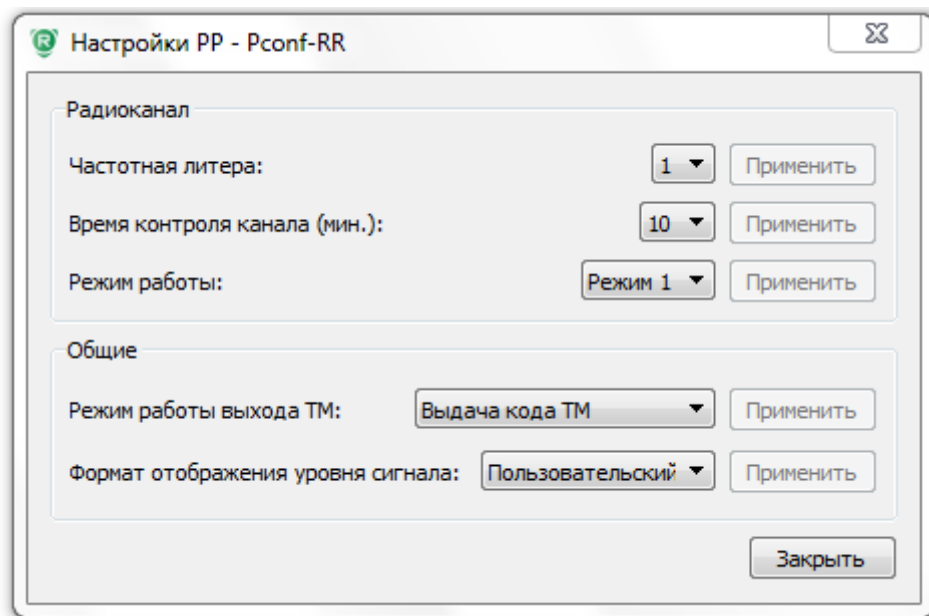 Настройки РР - Pconf-RR
Радиоканал
Частотная литера: 1 Применить
Время контроля канала (мин.): 10 Применить
Режим работы: Режим 1 Применить
Общие
Режим работы выхода ТМ: Выдача кода ТМ Применить
Формат отображения уровня сигнала: Пользовательский Применить
Закрыть